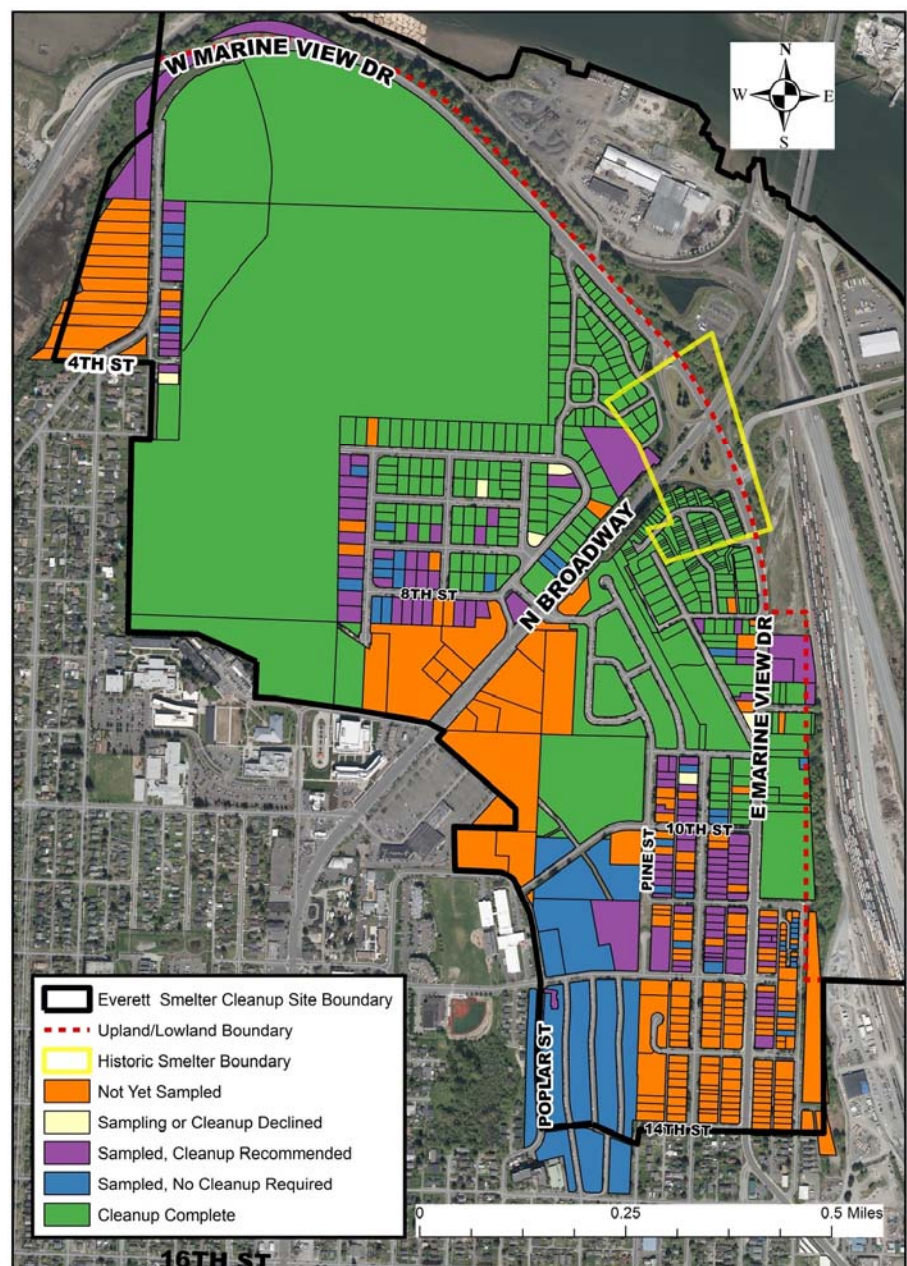 W MARINE VIEW DR
N
W E
S
4TH ST
N BROADWAY
8TH ST
E MARINE VIEW DR
PINE ST
10TH ST
POPLAR ST
14TH ST
Everett Smelter Cleanup Site Boundary
Upland/Lowland Boundary
Historic Smelter Boundary
Not Yet Sampled
Sampling or Cleanup Declined
Sampled, Cleanup Recommended
Sampled, No Cleanup Required
Cleanup Complete
0 0.25 0.5 Miles
16TH ST